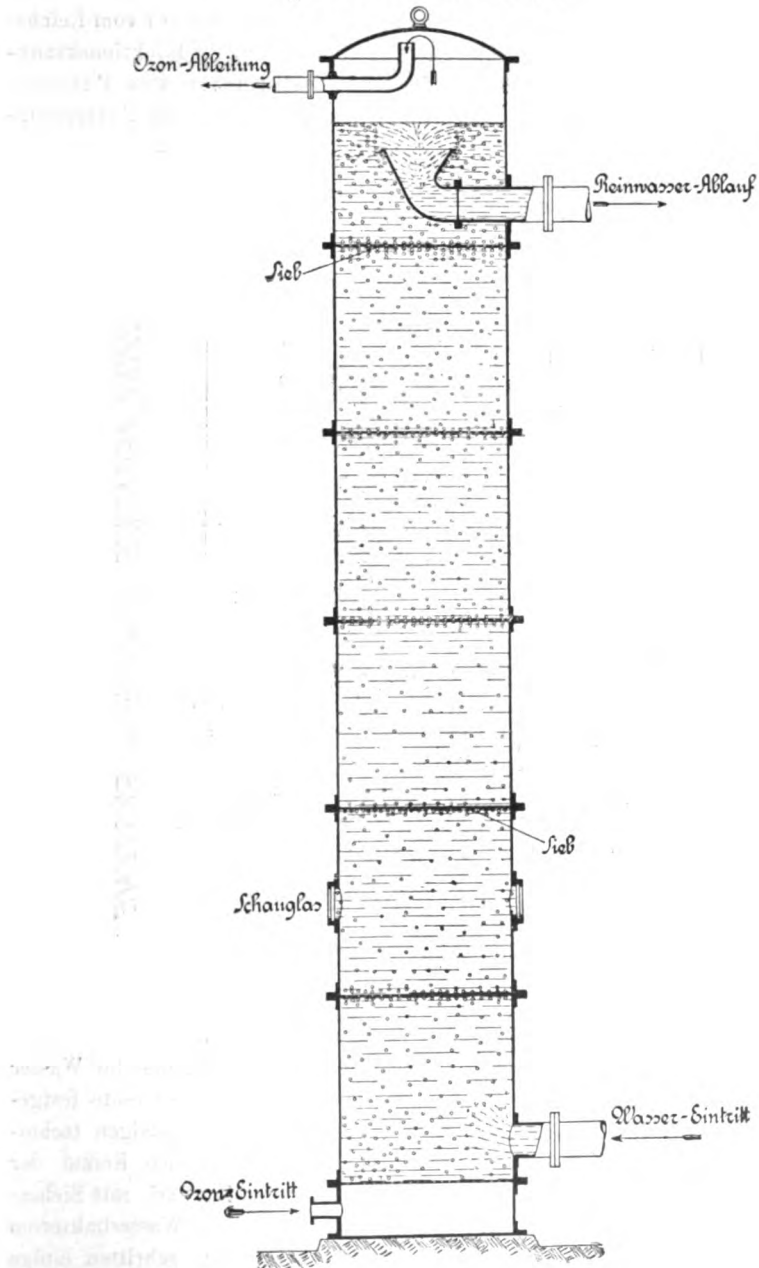 Ozon-Ableitung
Reinwasser-Ablauf
Sieb
Sieb
Schauglas
Wasser-Eintritt
Ozon-Eintritt